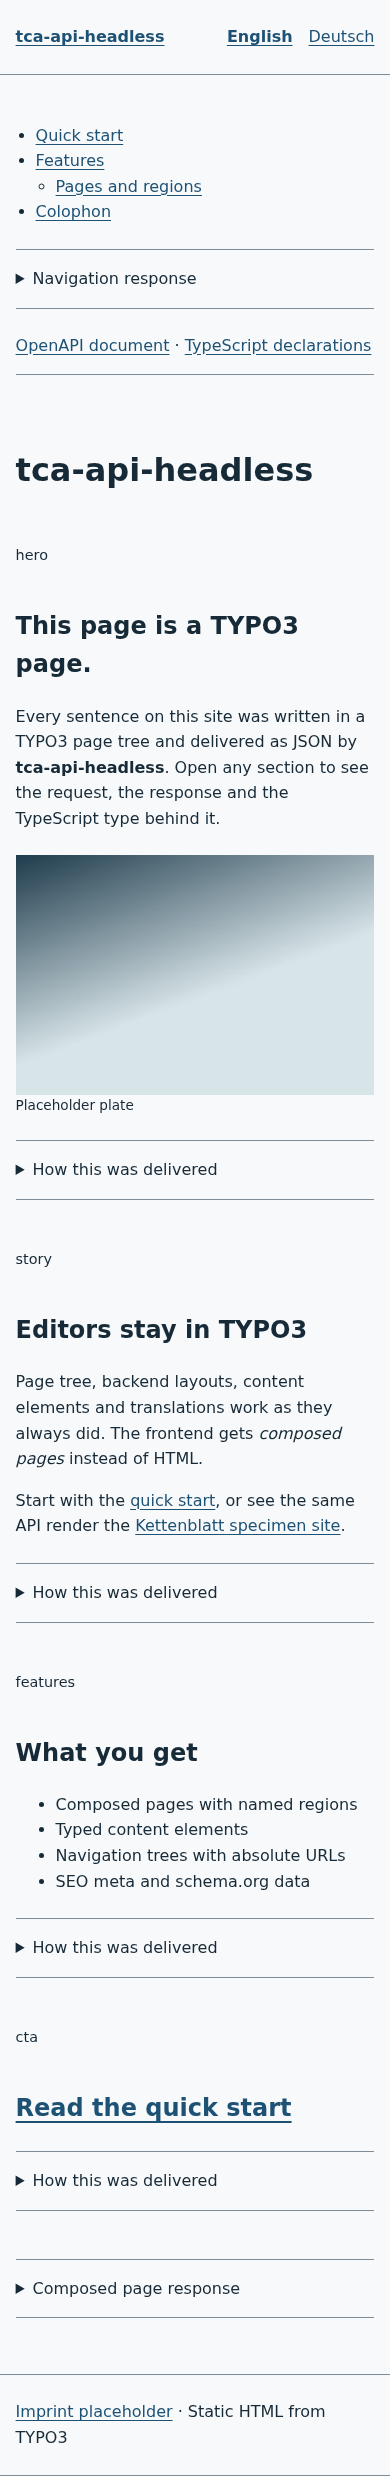 tca-api-headless English Deutsch
Quick start
Features
Pages and regions
Colophon
Navigation response
OpenAPI document · TypeScript declarations
tca-api-headless
hero
This page is a TYPO3
page.
Every sentence on this site was written in a
TYPO3 page tree and delivered as JSON by
tca-api-headless. Open any section to see
the request, the response and the
TypeScript type behind it.
Placeholder plate
How this was delivered
story
Editors stay in TYPO3
Page tree, backend layouts, content
elements and translations work as they
always did. The frontend gets composed
pages instead of HTML.
Start with the quick start, or see the same
API render the Kettenblatt specimen site.
How this was delivered
features
What you get
Composed pages with named regions
Typed content elements
Navigation trees with absolute URLs
SEO meta and schema.org data
How this was delivered
cta
Read the quick start
How this was delivered
Composed page response
Imprint placeholder · Static HTML from
TYPO3